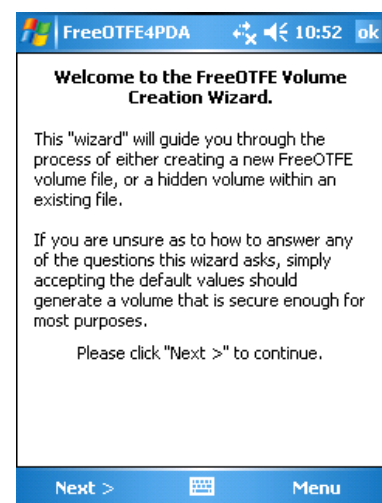 FreeOTFE4PDA 10:52 ok
Welcome to the FreeOTFE Volume
Creation Wizard.
This "wizard" will guide you through the
process of either creating a new FreeOTFE
volume file, or a hidden volume within an
existing file.
If you are unsure as to how to answer any
of the questions this wizard asks, simply
accepting the default values should
generate a volume that is secure enough for
most purposes.
Please click "Next >" to continue.
Next > Menu